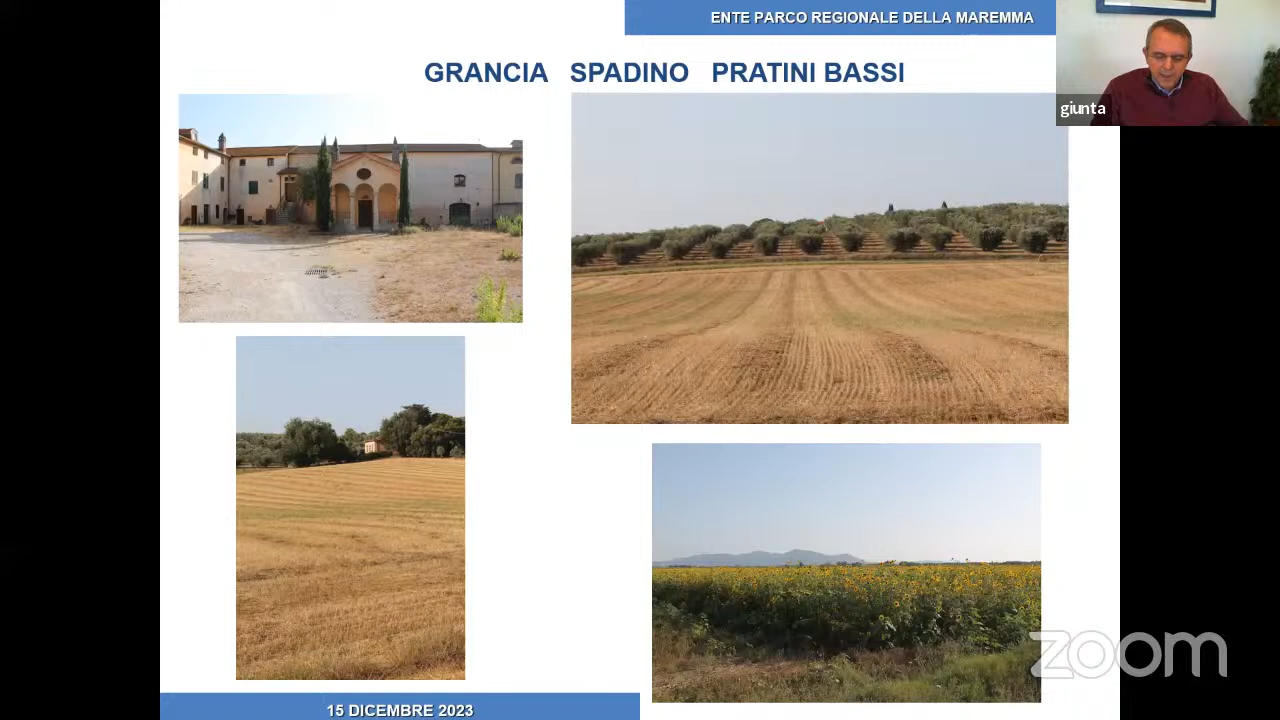 ENTE PARCO REGIONALE DELLA MAREMMA
GRANCIA SPADINO PRATINI BASSI
giunta
zoom
15 DICEMBRE 2023